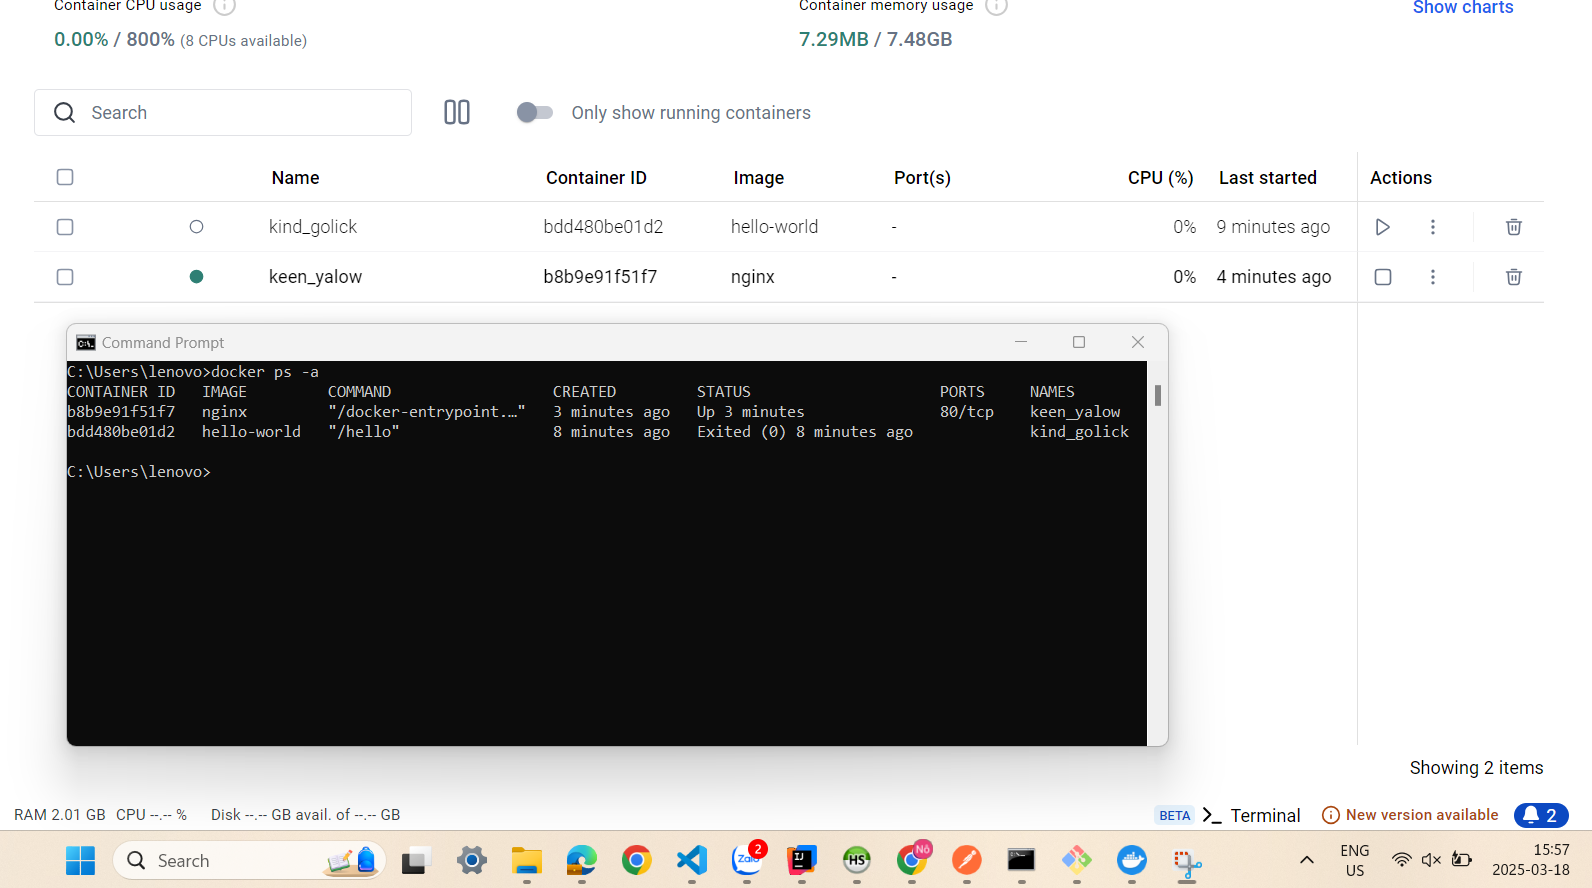 Container CPU usage
Container memory usage
Show charts
0.00% / 800% (8 CPUs available)
7.29MB / 7.48GB
Search
Only show running containers
Name Container ID Image Port(s) CPU (%) Last started Actions
kind_golick bdd480be01d2 hello-world - 0% 9 minutes ago
keen_yalow b8b9e91f51f7 nginx - 0% 4 minutes ago
Command Prompt
C:\Users\lenovo>docker ps -a
CONTAINER ID IMAGE COMMAND CREATED STATUS PORTS NAMES
b8b9e91f51f7 nginx "/docker-entrypoint.…" 3 minutes ago Up 3 minutes 80/tcp keen_yalow
bdd480be01d2 hello-world "/hello" 8 minutes ago Exited (0) 8 minutes ago kind_golick
C:\Users\lenovo>
Showing 2 items
RAM 2.01 GB CPU --.-- % Disk --.-- GB avail. of --.-- GB
BETA Terminal New version available 2
Search
Zalo 2
IJ
HS
Nô
ENG
US
15:57
2025-03-18